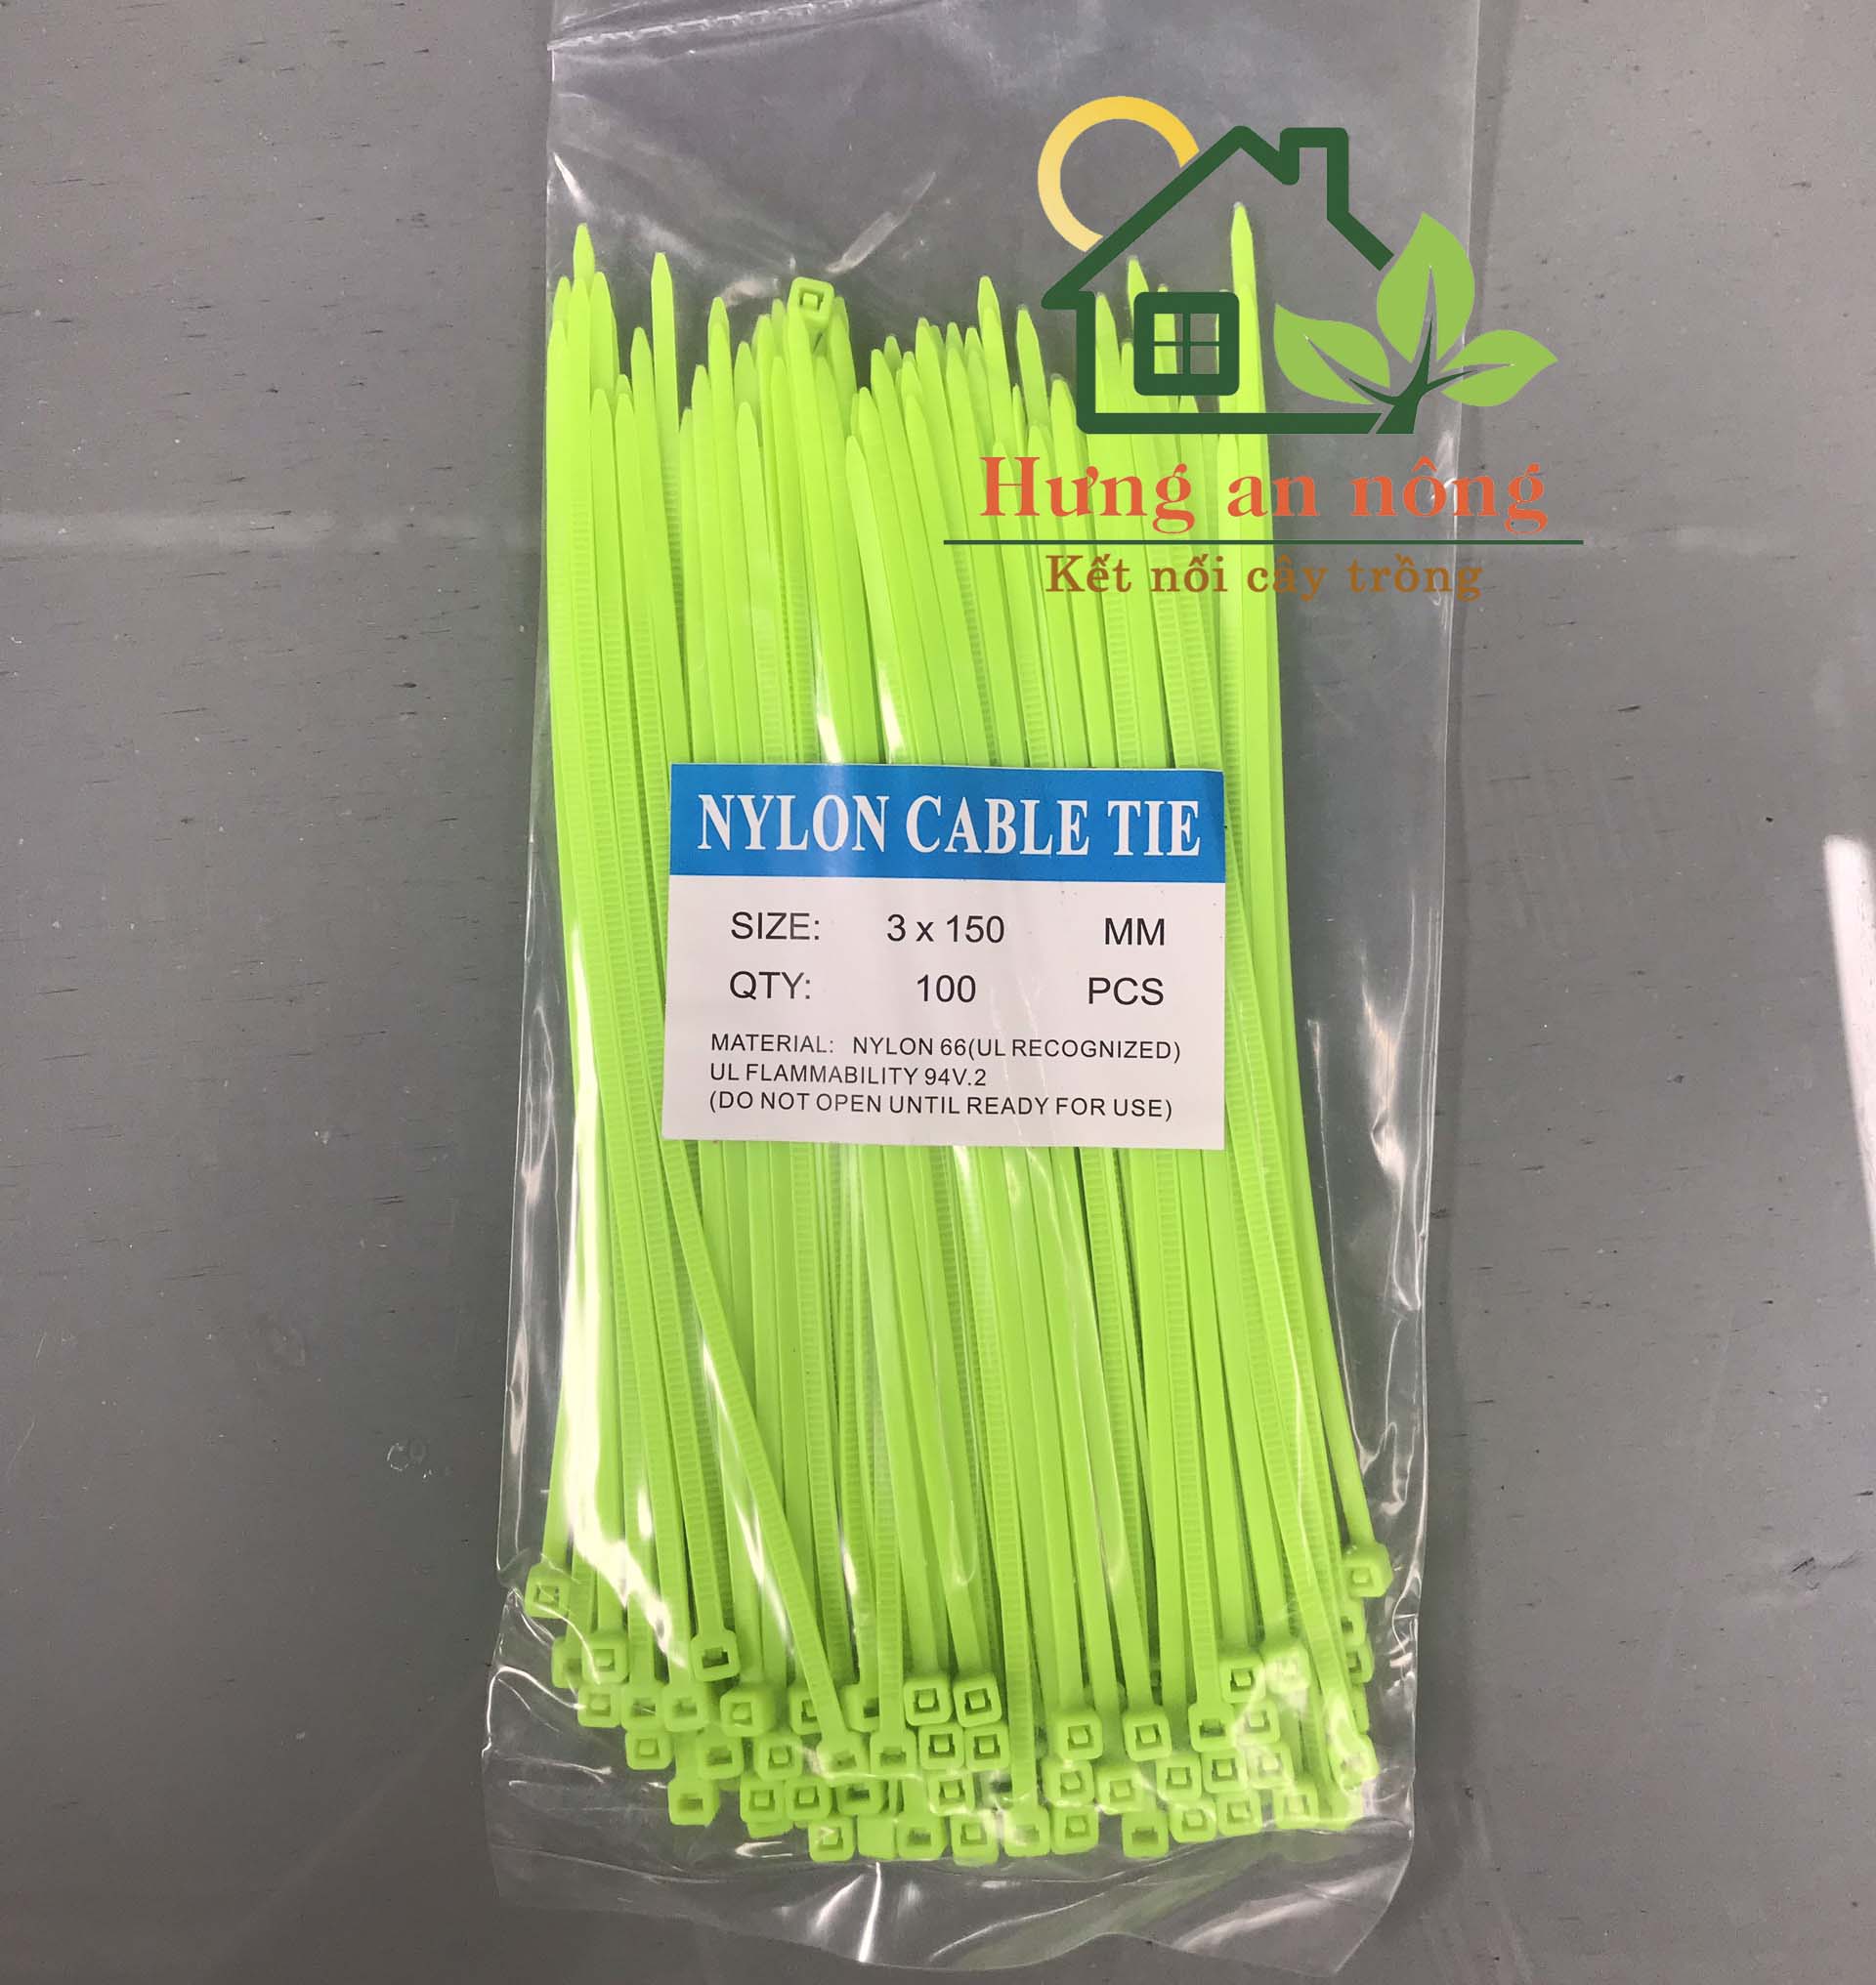 Hưng an nông
Kết nối cây trồng
NYLON CABLE TIE
SIZE: 3 x 150 MM
QTY: 100 PCS
MATERIAL: NYLON 66(UL RECOGNIZED)
UL FLAMMABILITY 94V.2
(DO NOT OPEN UNTIL READY FOR USE)